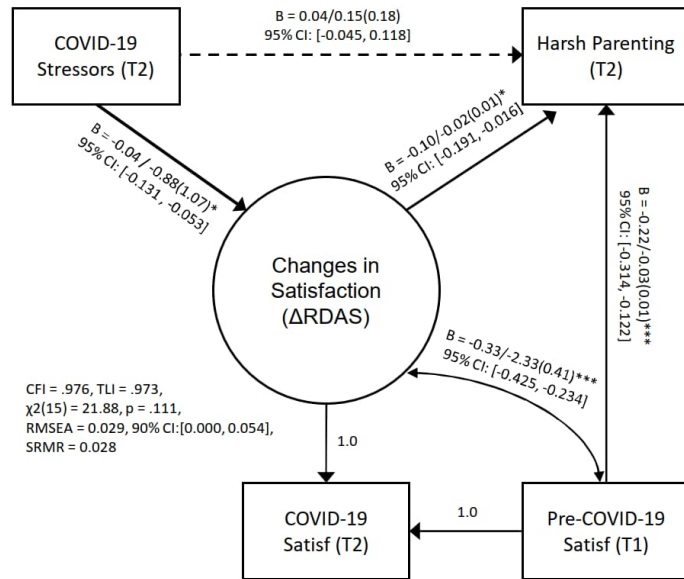 B = 0.04/0.15(0.18)
95% CI: [-0.045, 0.118]
COVID-19
Stressors (T2)
Harsh Parenting
(T2)
B = -0.04/-0.88(1.07)*
95% CI: [-0.131, -0.053]
B = -0.10/-0.02(0.01)*
95% CI: [-0.191, -0.016]
B = -0.22/-0.03(0.01)***
95% CI: [-0.314, -0.122]
Changes in
Satisfaction
(ΔRDAS)
B = -0.33/-2.33(0.41)***
95% CI: [-0.425, -0.234]
CFI = .976, TLI = .973,
χ2(15) = 21.88, p = .111,
RMSEA = 0.029, 90% CI:[0.000, 0.054],
SRMR = 0.028
1.0
COVID-19
Satisf (T2)
1.0
Pre-COVID-19
Satisf (T1)